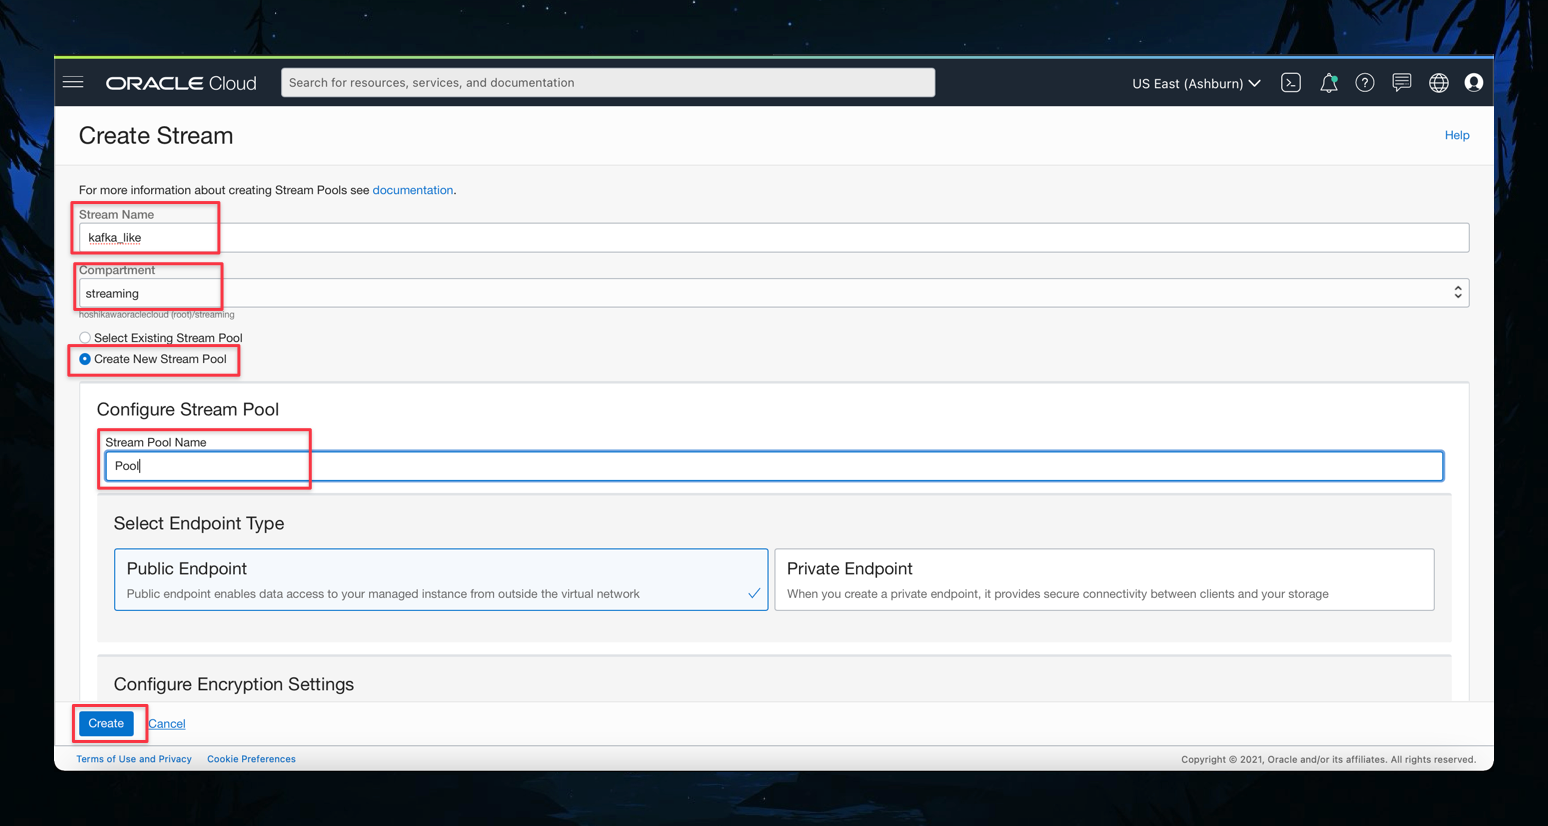 ORACLE Cloud
Search for resources, services, and documentation
US East (Ashburn)
Create Stream
Help
For more information about creating Stream Pools see documentation.
Stream Name
kafka_like
Compartment
streaming
hoshikawaoraclecloud (root)/streaming
Select Existing Stream Pool
Create New Stream Pool
Configure Stream Pool
Stream Pool Name
Pool
Select Endpoint Type
Public Endpoint
Public endpoint enables data access to your managed instance from outside the virtual network
Private Endpoint
When you create a private endpoint, it provides secure connectivity between clients and your storage
Configure Encryption Settings
Create
Cancel
Terms of Use and Privacy
Cookie Preferences
Copyright © 2021, Oracle and/or its affiliates. All rights reserved.